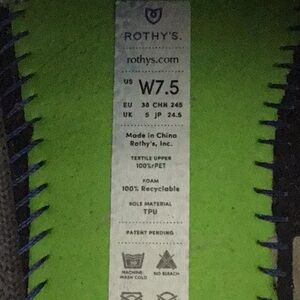 ROTHY'S.
rothys.com
US W7.5
EU 38 CHN 245
UK 5 JP 24.5
Made in China
Rothy's, Inc.
TEXTILE UPPER
100% rPET
FOAM
100% Recyclable
SOLE MATERIAL
TPU
PATENT PENDING
MACHINE NO BLEACH
WASH COLD